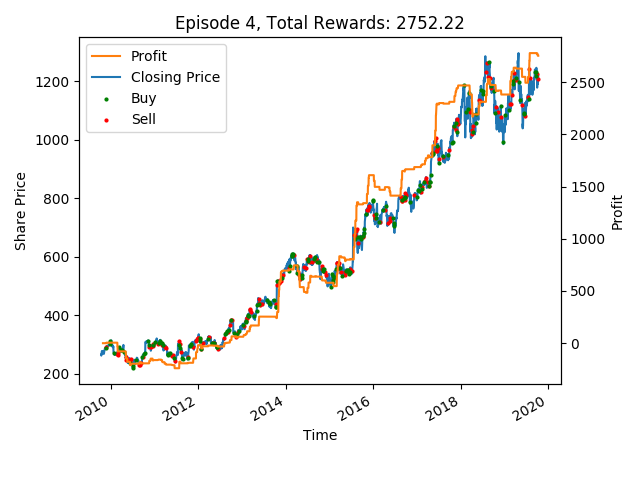 Episode 4, Total Rewards: 2752.22
Profit
Closing Price
Buy
Sell
Share Price
1200
1000
800
600
400
200
2500
2000
1500
1000
500
0
Profit
2010
2012
2014
2016
2018
2020
Time